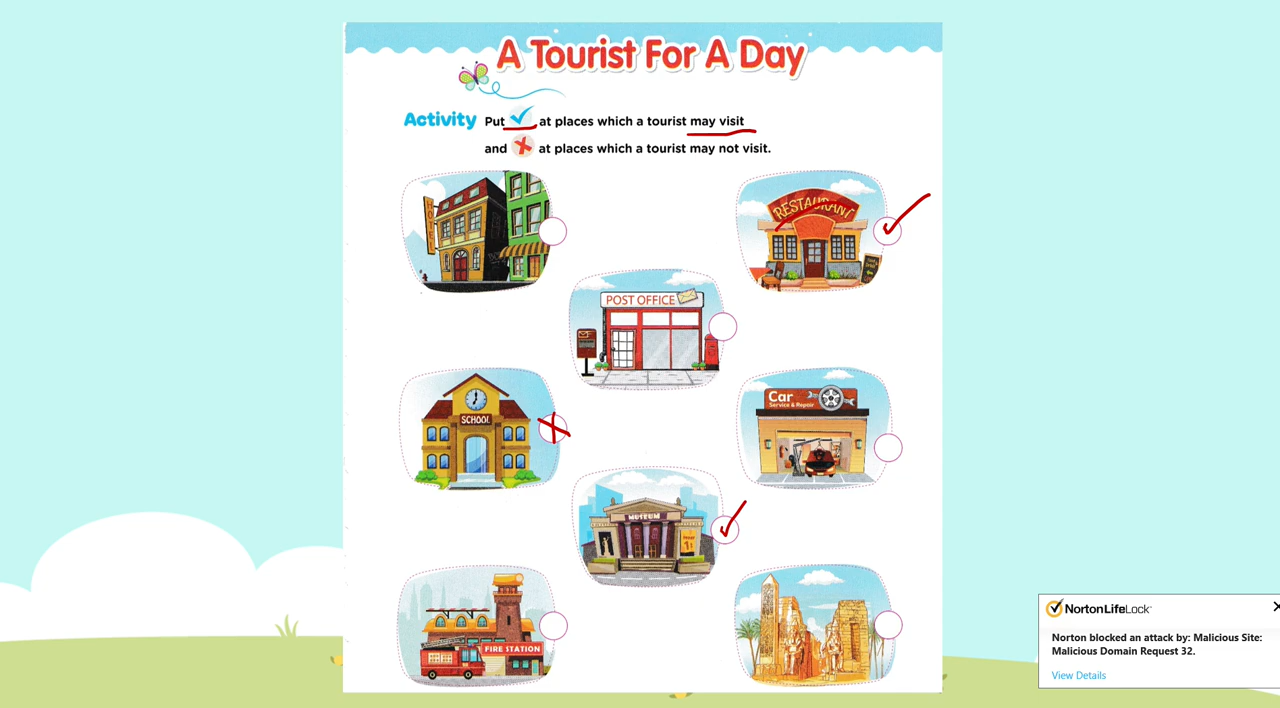 A Tourist For A Day
Activity Put at places which a tourist may visit
and at places which a tourist may not visit.
HOTEL
RESTAURANT
POST OFFICE
SCHOOL
Car
Service & Repair
MUSEUM
FIRE STATION
NortonLifeLock
Norton blocked an attack by: Malicious Site:
Malicious Domain Request 32.
View Details